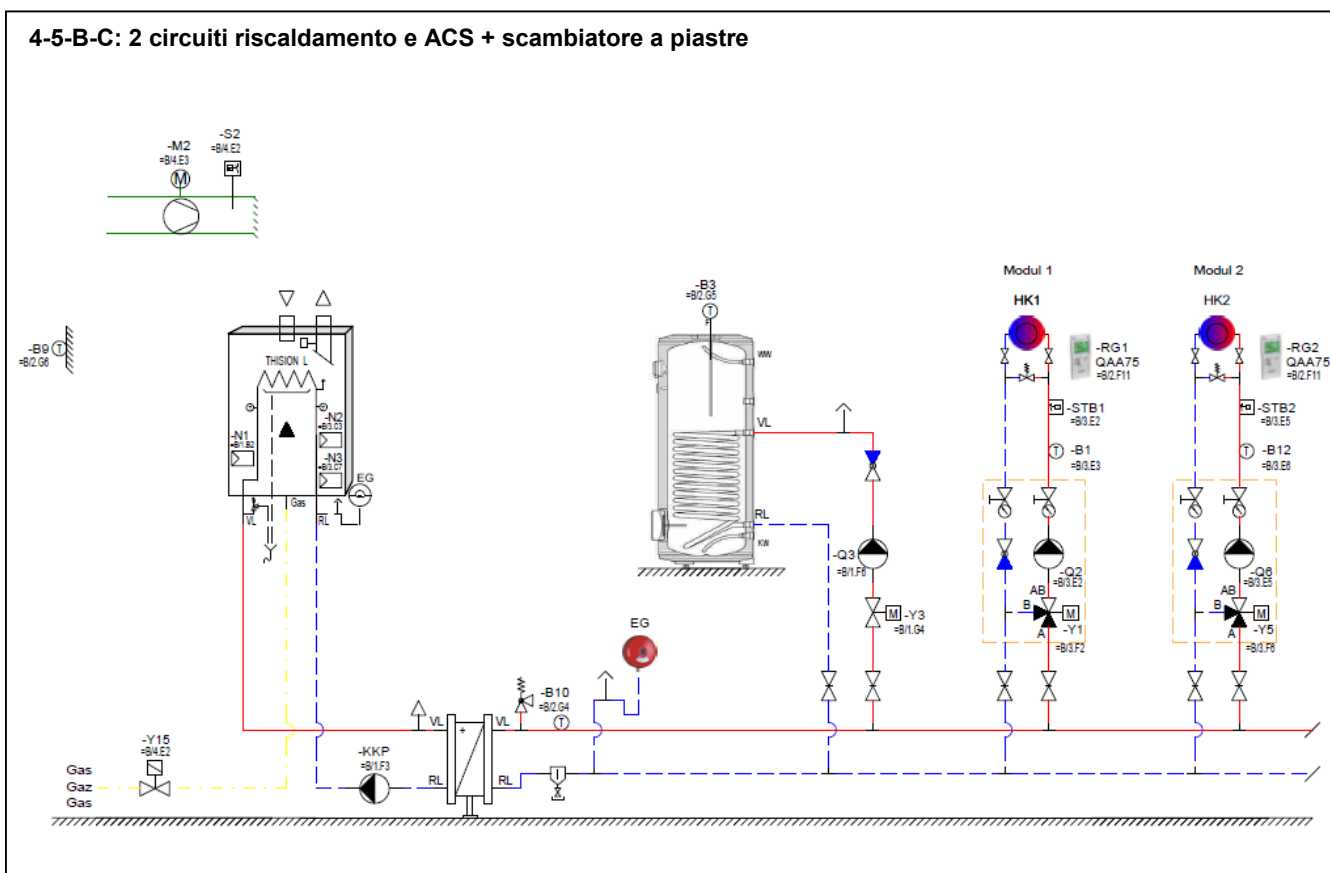 4-5-B-C: 2 circuiti riscaldamento e ACS + scambiatore a piastre
-S2
=B/4.E2
-M2
=B/4.E3
M
-B3
=B/2.G5
T
F
Modul 1
HK1
Modul 2
HK2
-RG1
QAA75
=B/2.F11
-RG2
QAA75
=B/2.F11
-B9
T
=B/2.G6
THISION L
WW
-N1
=B/1.B2
-N2
=B/3.C3
-N3
=B/3.C7
EG
VL
Gas
RL
VL
RL
KW
-STB1
=B/3.E2
-STB2
=B/3.E5
T
-B1
=B/3.E3
T
-B12
=B/3.E6
-Q3
=B/1.F6
-Q2
=B/3.E2
-Q6
=B/3.E5
AB
B
M
A
-Y1
=B/3.F2
AB
B
M
A
-Y5
=B/3.F6
M
-Y3
=B/1.G4
EG
-B10
=B/2.G4
T
VL
+
VL
-Y15
=B/4.E2
-KKP
=B/1.F3
RL
RL
Gas
Gaz
Gas